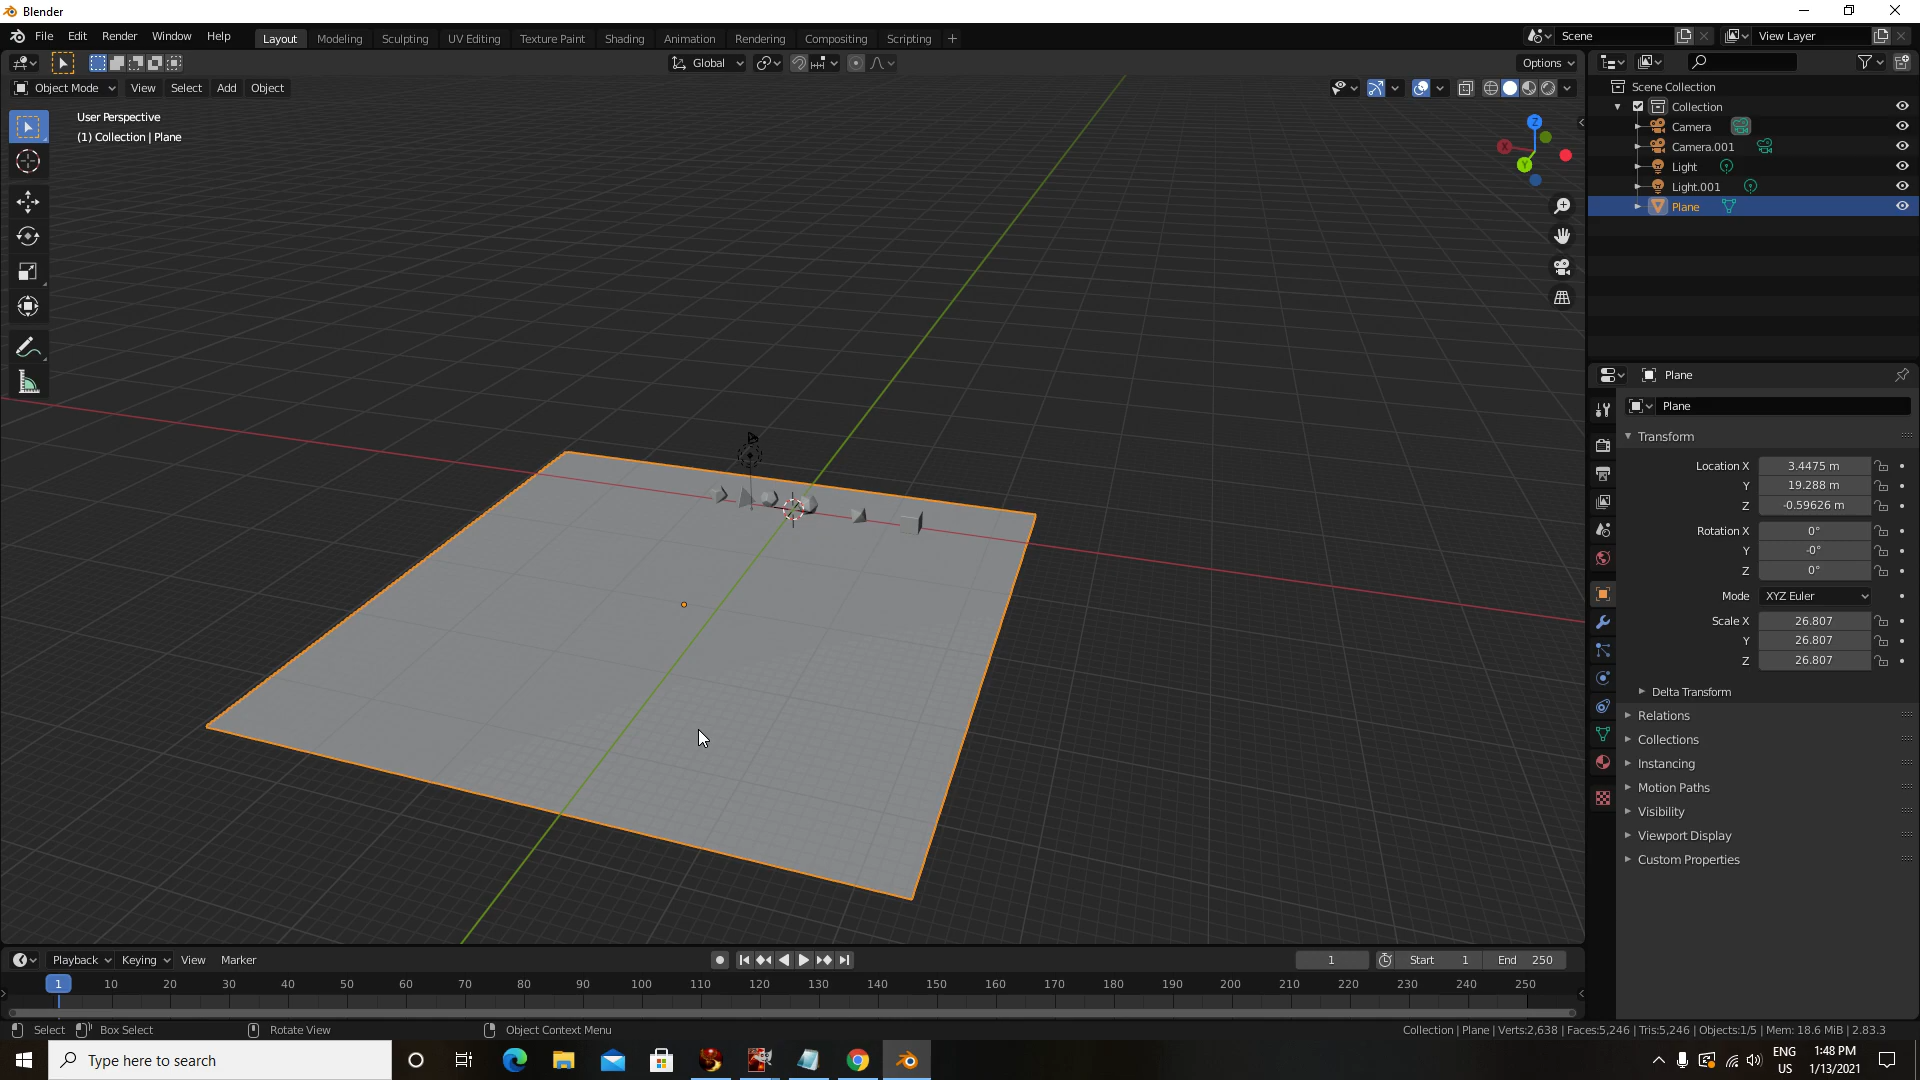 Blender
File Edit Render Window Help Layout Modeling Sculpting UV Editing Texture Paint Shading Animation Rendering Compositing Scripting + Scene View Layer
Global Options
Object Mode View Select Add Object
User Perspective
(1) Collection | Plane
Z
X
Y
Scene Collection
Collection
Camera
Camera.001
Light
Light.001
Plane
Plane
Plane
Transform
Location X 3.4475 m
Y 19.288 m
Z -0.59626 m
Rotation X 0°
Y -0°
Z 0°
Mode XYZ Euler
Scale X 26.807
Y 26.807
Z 26.807
Delta Transform
Relations
Collections
Instancing
Motion Paths
Visibility
Viewport Display
Custom Properties
Playback Keying View Marker 1 Start 1 End 250
1 10 20 30 40 50 60 70 80 90 100 110 120 130 140 150 160 170 180 190 200 210 220 230 240 250
Select Box Select Rotate View Object Context Menu Collection | Plane | Verts:2,638 | Faces:5,246 | Tris:5,246 | Objects:1/5 | Mem: 18.6 MiB | 2.83.3
Type here to search
ENG
US
1:48 PM
1/13/2021